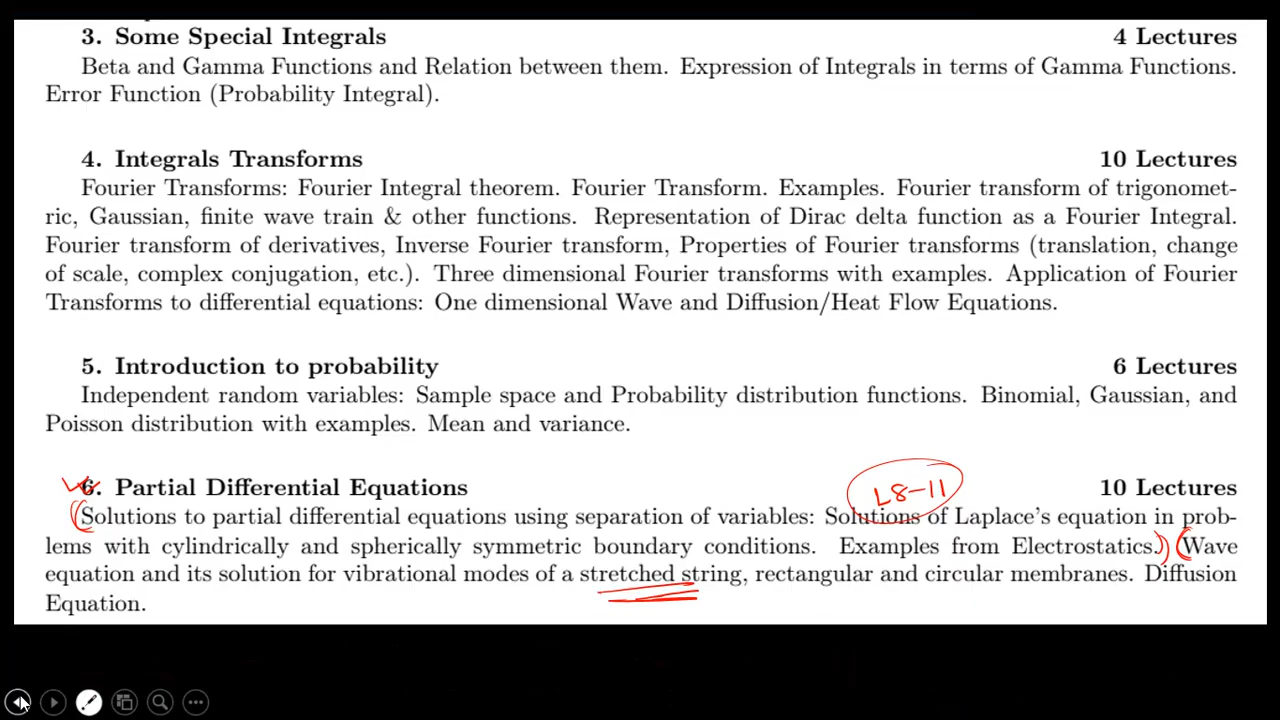 3. Some Special Integrals 4 Lectures
Beta and Gamma Functions and Relation between them. Expression of Integrals in terms of Gamma Functions.
Error Function (Probability Integral).
4. Integrals Transforms 10 Lectures
Fourier Transforms: Fourier Integral theorem. Fourier Transform. Examples. Fourier transform of trigonomet-
ric, Gaussian, finite wave train & other functions. Representation of Dirac delta function as a Fourier Integral.
Fourier transform of derivatives, Inverse Fourier transform, Properties of Fourier transforms (translation, change
of scale, complex conjugation, etc.). Three dimensional Fourier transforms with examples. Application of Fourier
Transforms to differential equations: One dimensional Wave and Diffusion/Heat Flow Equations.
5. Introduction to probability 6 Lectures
Independent random variables: Sample space and Probability distribution functions. Binomial, Gaussian, and
Poisson distribution with examples. Mean and variance.
L8-11
6. Partial Differential Equations 10 Lectures
Solutions to partial differential equations using separation of variables: Solutions of Laplace's equation in prob-
lems with cylindrically and spherically symmetric boundary conditions. Examples from Electrostatics. Wave
equation and its solution for vibrational modes of a stretched string, rectangular and circular membranes. Diffusion
Equation.